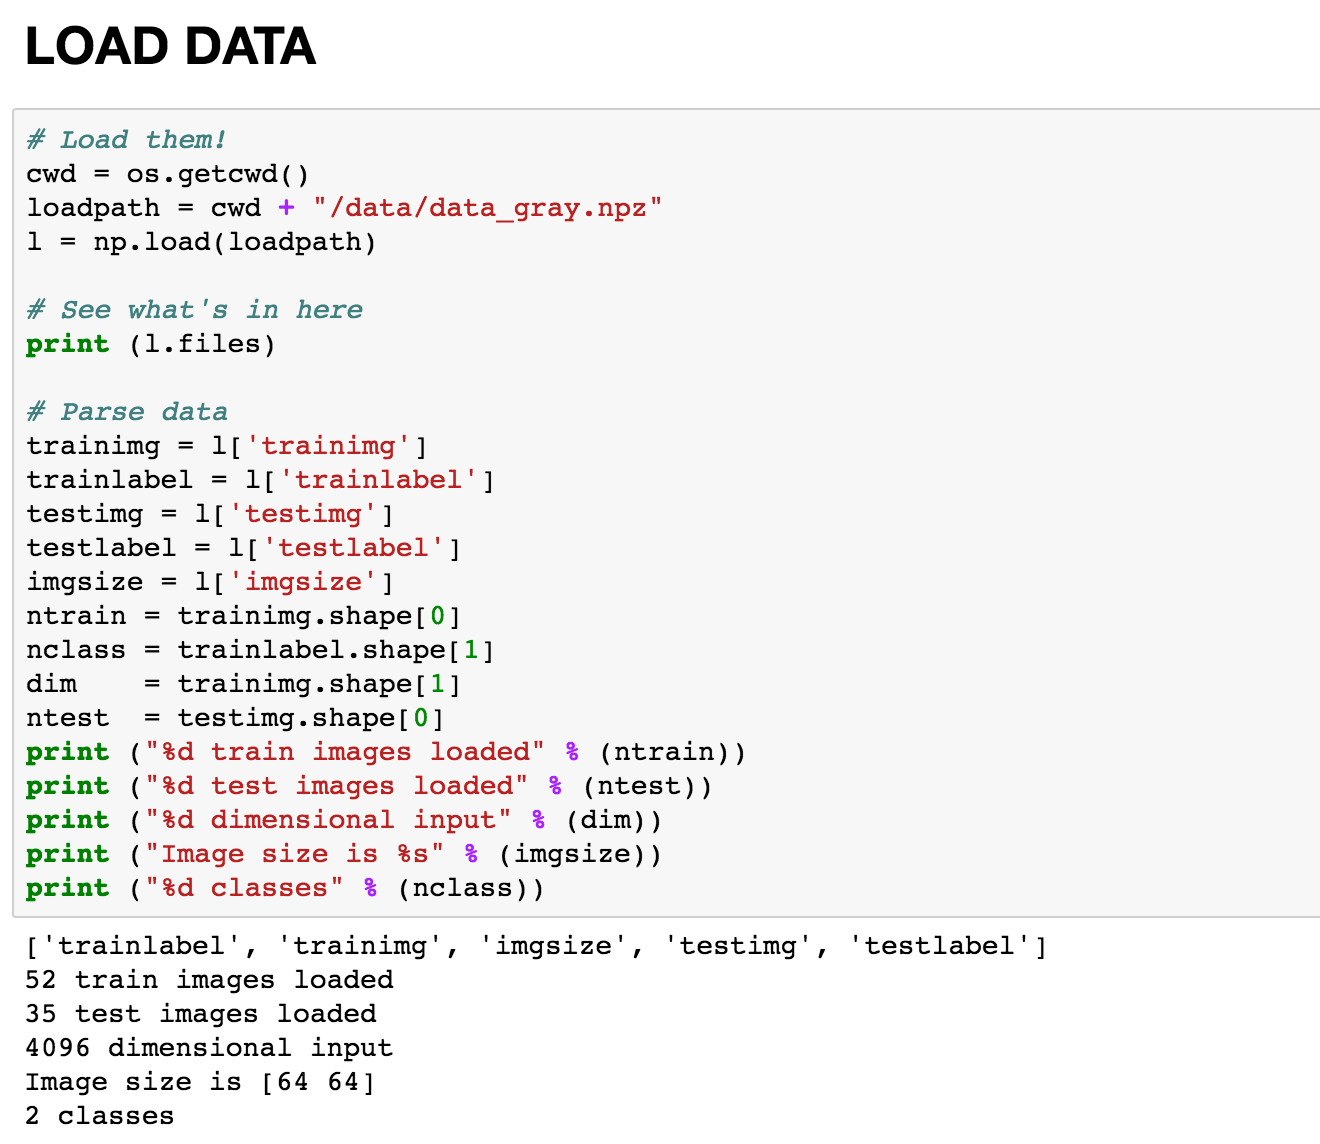 LOAD DATA
# Load them!
cwd = os.getcwd()
loadpath = cwd + "/data/data_gray.npz"
l = np.load(loadpath)
# See what's in here
print (l.files)
# Parse data
trainimg = l['trainimg']
trainlabel = l['trainlabel']
testimg = l['testimg']
testlabel = l['testlabel']
imgsize = l['imgsize']
ntrain = trainimg.shape[0]
nclass = trainlabel.shape[1]
dim    = trainimg.shape[1]
ntest  = testimg.shape[0]
print ("%d train images loaded" % (ntrain))
print ("%d test images loaded" % (ntest))
print ("%d dimensional input" % (dim))
print ("Image size is %s" % (imgsize))
print ("%d classes" % (nclass))
['trainlabel', 'trainimg', 'imgsize', 'testimg', 'testlabel']
52 train images loaded
35 test images loaded
4096 dimensional input
Image size is [64 64]
2 classes